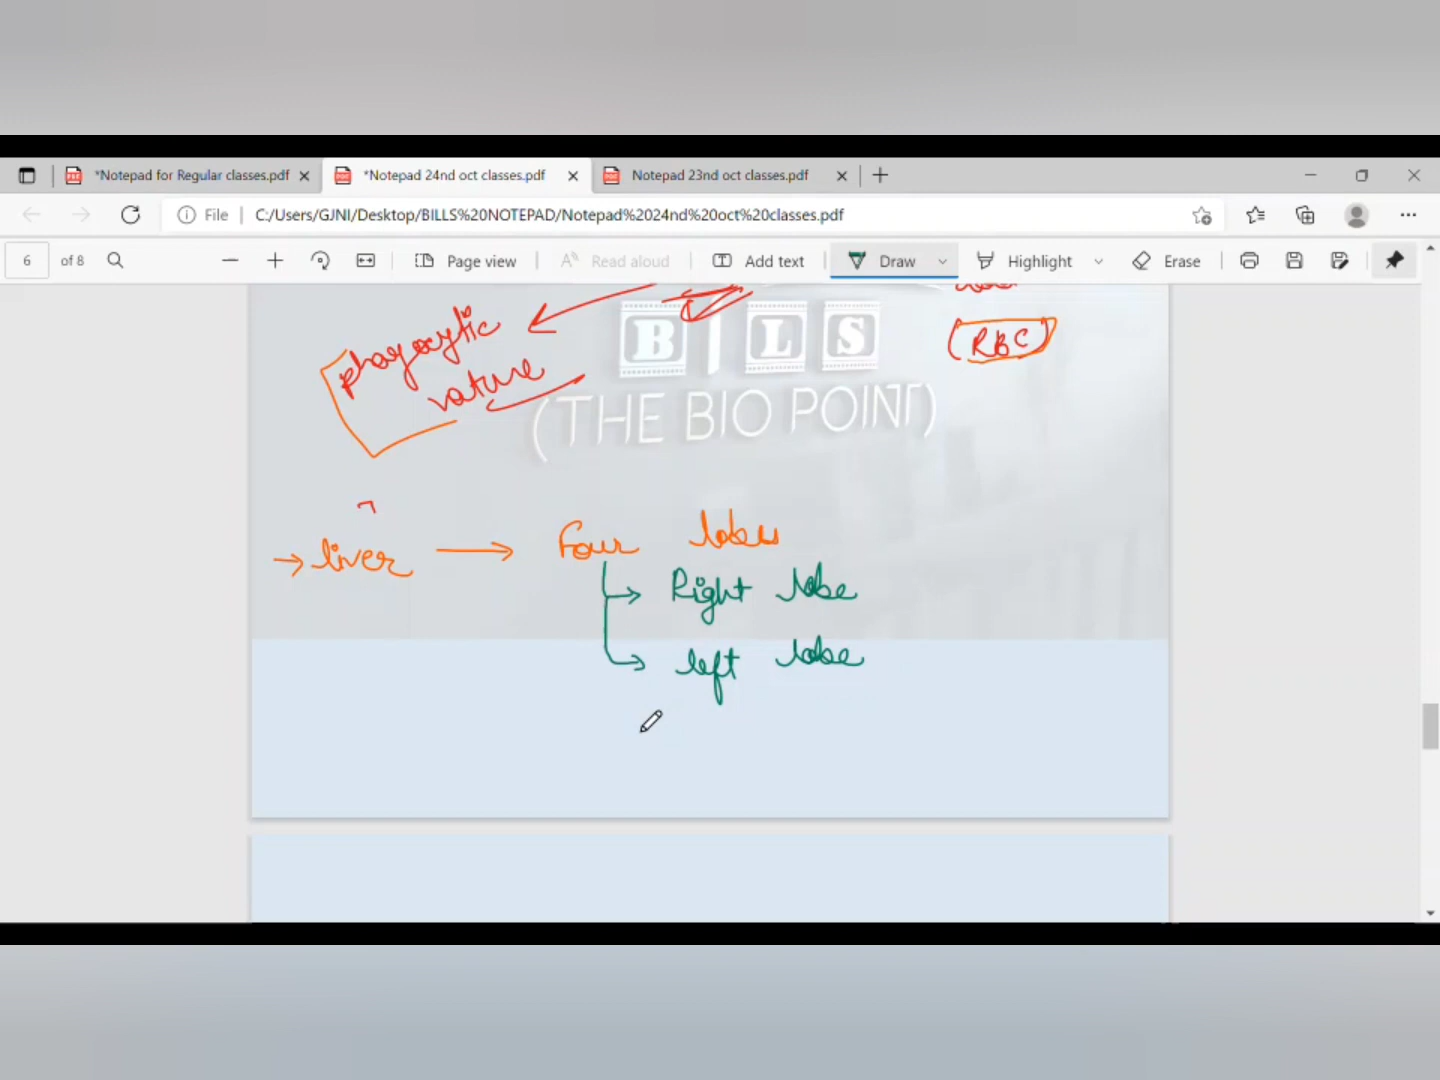 *Notepad for Regular classes.pdf
*Notepad 24nd oct classes.pdf
Notepad 23nd oct classes.pdf
File
C:/Users/GJNI/Desktop/BILLS%20NOTEPAD/Notepad%2024nd%20oct%20classes.pdf
6 of 8
Page view
Read aloud
Add text
Draw
Highlight
Erase
(RBC)
phagocytic
nature
BILS
(THE BIO POINT)
→ liver → Four lobes
→ Right lobe
→ left lobe